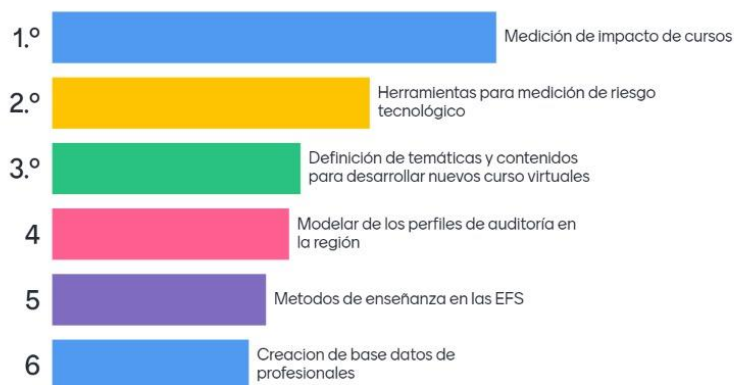 1.º
Medición de impacto de cursos
2.º
Herramientas para medición de riesgo
tecnológico
3.º
Definición de temáticas y contenidos
para desarrollar nuevos curso virtuales
4
Modelar de los perfiles de auditoría en
la región
5
Metodos de enseñanza en las EFS
6
Creacion de base datos de
profesionales